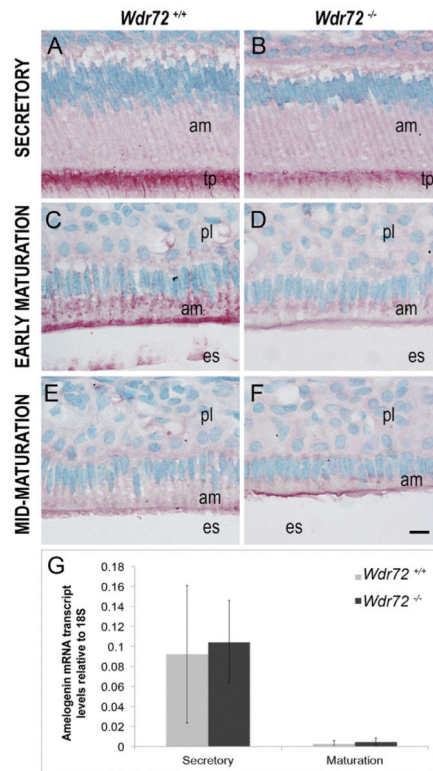 Wdr72 +/+ Wdr72 -/-
SECRETORY
A B
am am
tp tp
EARLY MATURATION
C D
pl pl
am am
es es
MID-MATURATION
E F
pl pl
am am
es es
G
Amelogenin mRNA transcript
levels relative to 18S
0.18
0.16
0.14
0.12
0.1
0.08
0.06
0.04
0.02
0
Wdr72 +/+
Wdr72 -/-
Secretory Maturation